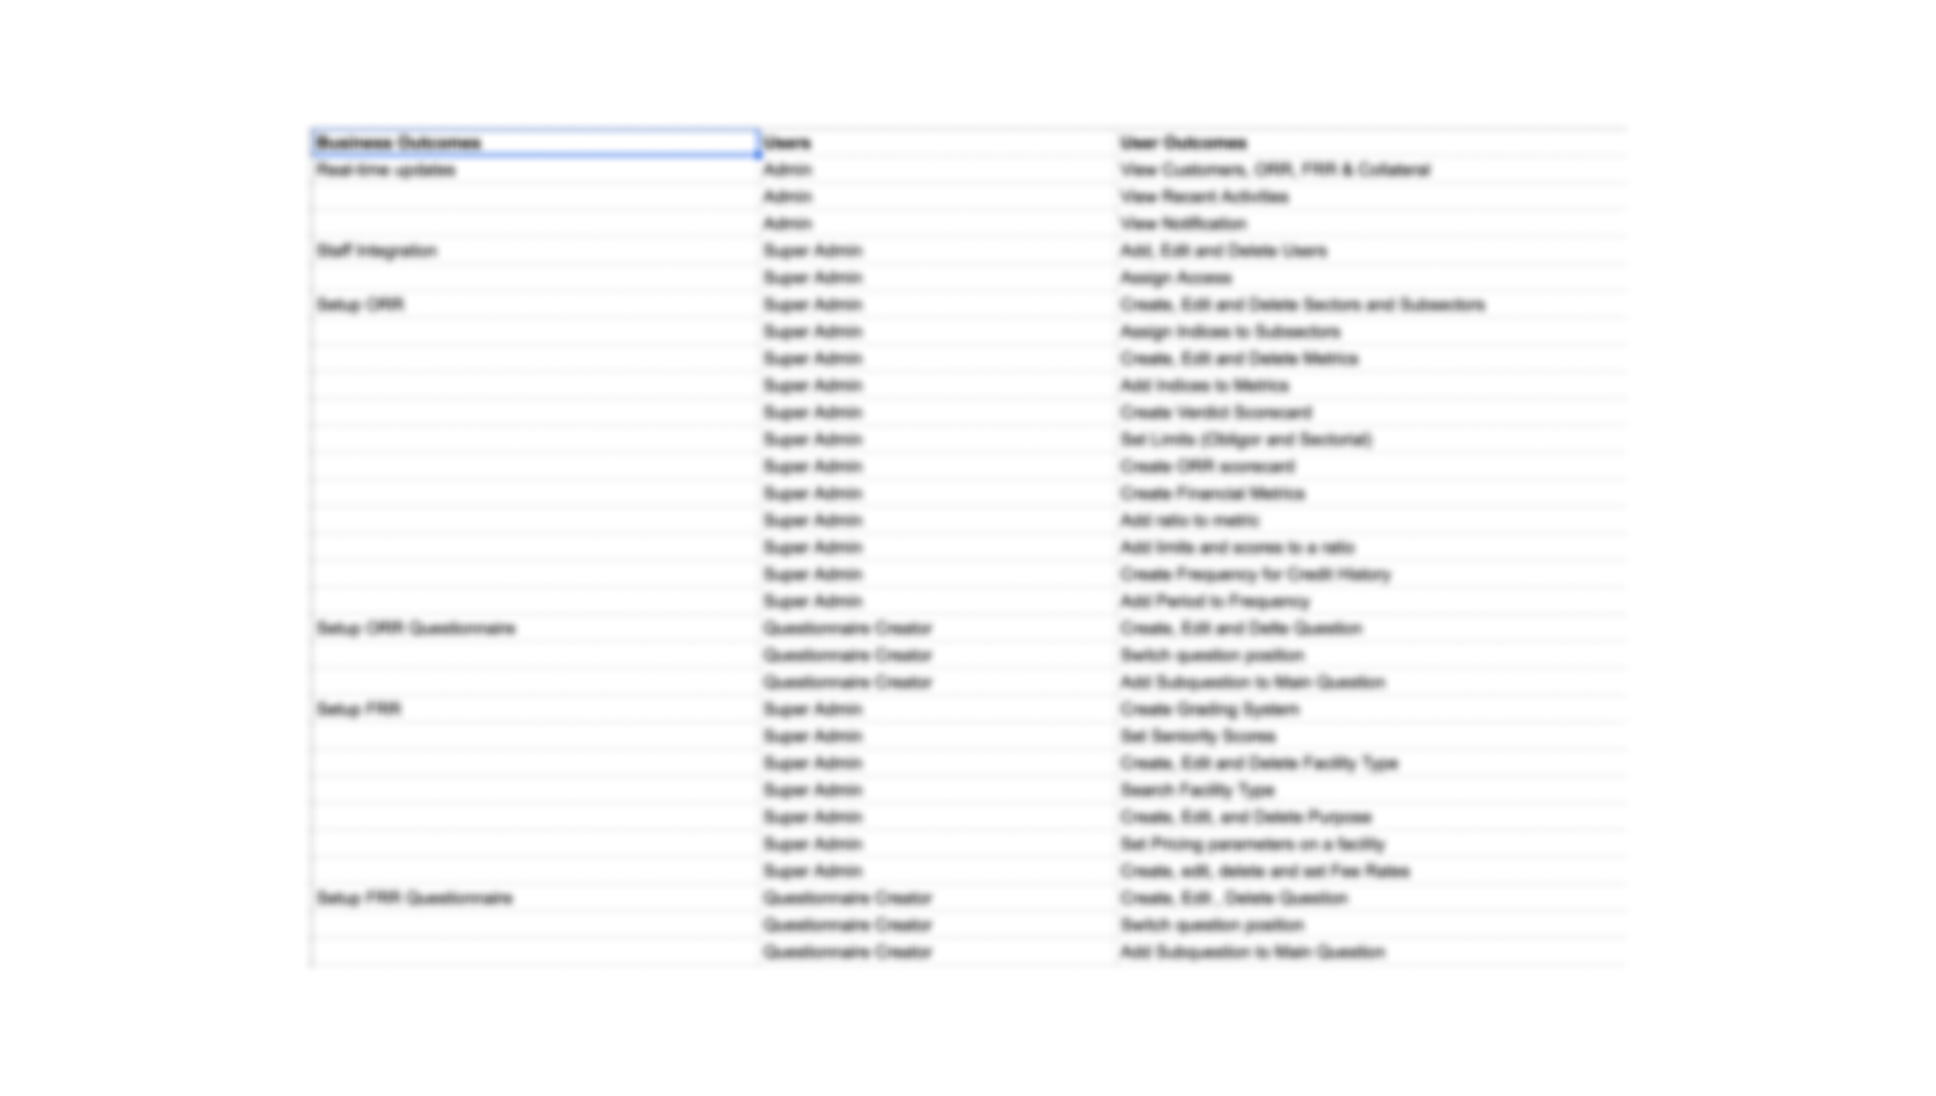 Business Outcomes Users User Outcomes
Real-time updates Admin View Customers, ORR, FRR & Collateral
Admin View Recent Activities
Admin View Notification
Staff Integration Super Admin Add, Edit and Delete Users
Super Admin Assign Access
Setup ORR Super Admin Create, Edit and Delete Sectors and Subsectors
Super Admin Assign Indices to Subsectors
Super Admin Create, Edit and Delete Metrics
Super Admin Add Indices to Metrics
Super Admin Create Verdict Scorecard
Super Admin Set Limits (Obligor and Sectorial)
Super Admin Create ORR scorecard
Super Admin Create Financial Metrics
Super Admin Add ratio to metric
Super Admin Add limits and scores to a ratio
Super Admin Create Frequency for Credit History
Super Admin Add Period to Frequency
Setup ORR Questionnaire Questionnaire Creator Create, Edit and Delte Question
Questionnaire Creator Switch question position
Questionnaire Creator Add Subquestion to Main Question
Setup FRR Super Admin Create Grading System
Super Admin Set Seniority Scores
Super Admin Create, Edit and Delete Facility Type
Super Admin Search Facility Type
Super Admin Create, Edit, and Delete Purpose
Super Admin Set Pricing parameters on a facility
Super Admin Create, edit, delete and set Fee Rates
Setup FRR Questionnaire Questionnaire Creator Create, Edit , Delete Question
Questionnaire Creator Switch question position
Questionnaire Creator Add Subquestion to Main Question